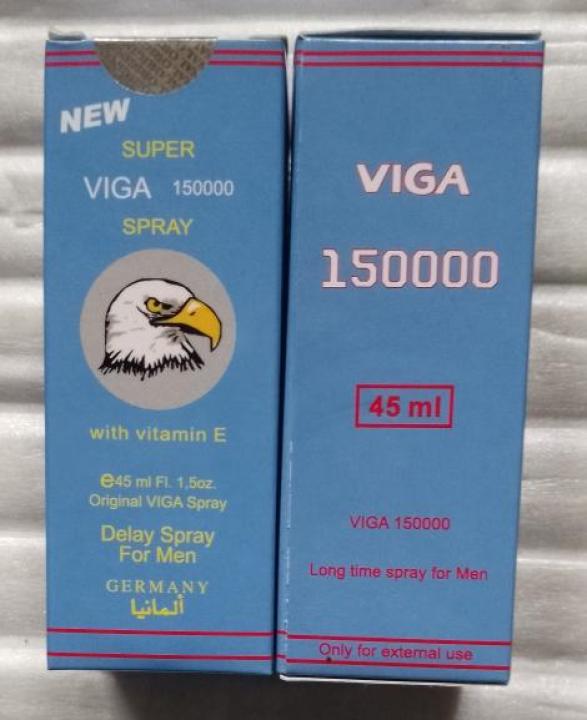 NEW
SUPER
VIGA 150000
SPRAY
with vitamin E
℮45 ml Fl. 1,5oz.
Original VIGA Spray
Delay Spray
For Men
GERMANY
ألمانيا
VIGA
150000
45 ml
VIGA 150000
Long time spray for Men
Only for external use